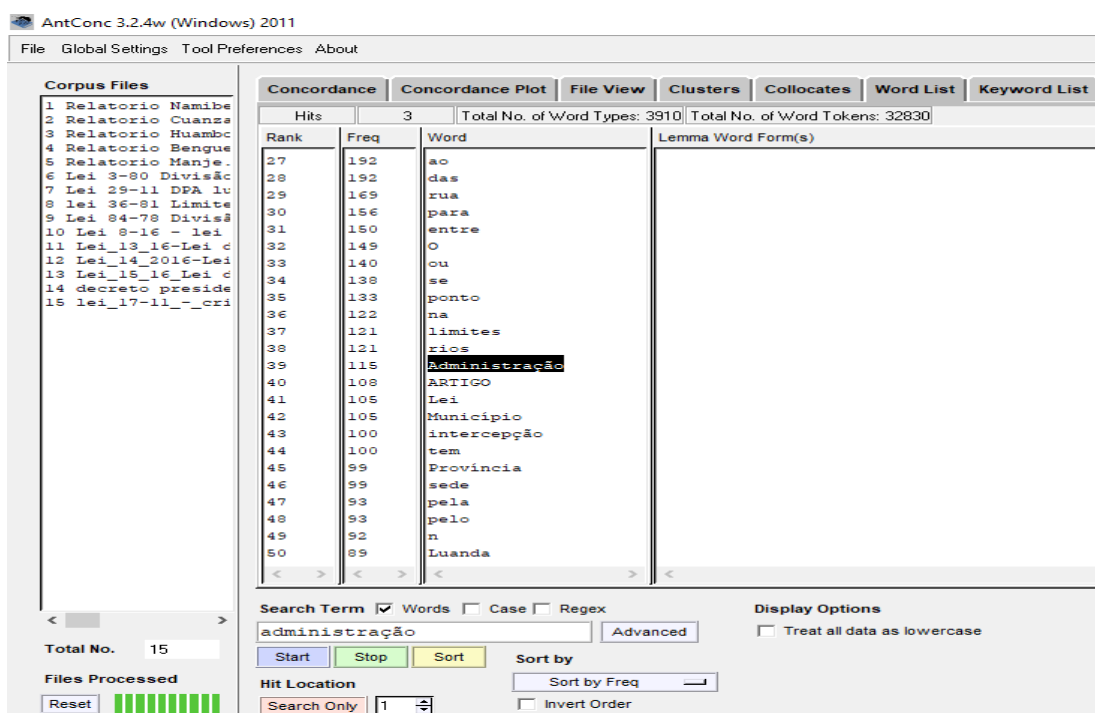 AntConc 3.2.4w (Windows) 2011
File Global Settings Tool Preferences About
Corpus Files
1 Relatorio Namibe
2 Relatorio Cuanza
3 Relatorio Huambo
4 Relatorio Bengue
5 Relatorio Manje.
6 Lei 3-80 Divisão
7 Lei 29-11 DPA lu
8 lei 36-81 Limite
9 Lei 84-78 Divisã
10 Lei 8-16 - lei
11 Lei_13_16-Lei d
12 Lei_14_2016-Lei
13 Lei_15_16_Lei d
14 decreto preside
15 lei_17-11_-_cri
Total No. 15
Files Processed
Reset
Concordance Concordance Plot File View Clusters Collocates Word List Keyword List
Hits 3 Total No. of Word Types: 3910 Total No. of Word Tokens: 32830
Rank Freq Word Lemma Word Form(s)
27 192 ao
28 192 das
29 169 rua
30 156 para
31 150 entre
32 149 O
33 140 ou
34 138 se
35 133 ponto
36 122 na
37 121 limites
38 121 rios
39 115 Administração
40 108 ARTIGO
41 105 Lei
42 105 Município
43 100 intercepção
44 100 tem
45 99 Província
46 99 sede
47 93 pela
48 93 pelo
49 92 n
50 89 Luanda
Search Term Words Case Regex
administração Advanced
Start Stop Sort
Hit Location
Search Only 1
Sort by
Sort by Freq
Invert Order
Display Options
Treat all data as lowercase